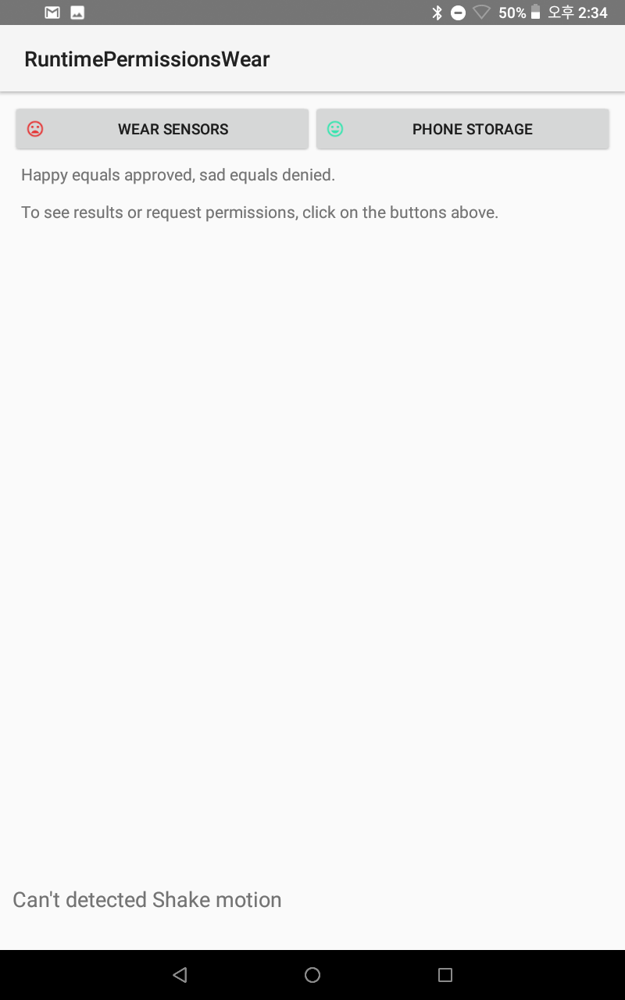 50% 오후 2:34
RuntimePermissionsWear
WEAR SENSORS
PHONE STORAGE
Happy equals approved, sad equals denied.
To see results or request permissions, click on the buttons above.
Can't detected Shake motion